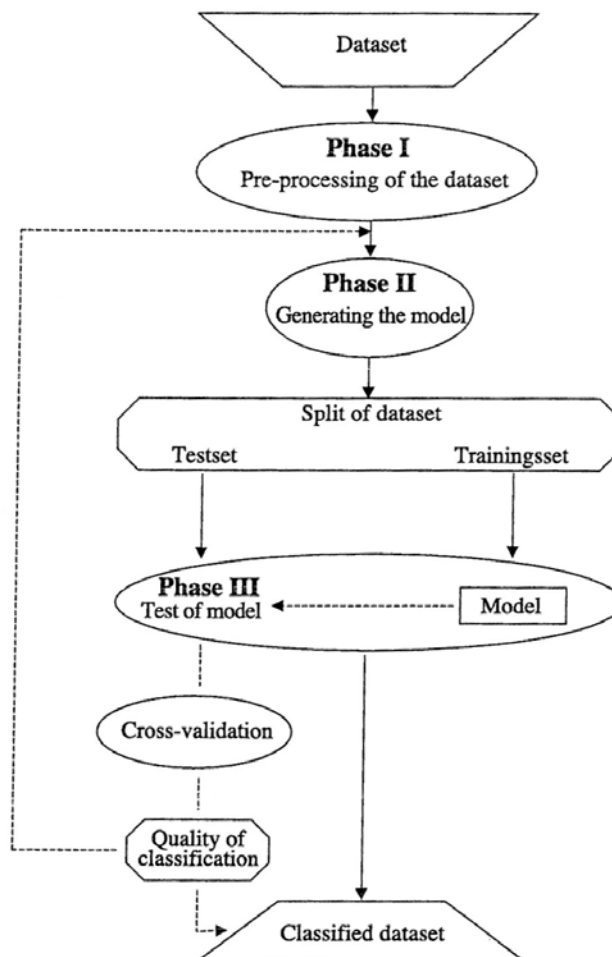 Dataset
Phase I
Pre-processing of the dataset
Phase II
Generating the model
Split of dataset
Testset
Trainingsset
Phase III
Test of model
Model
Cross-validation
Quality of
classification
Classified dataset